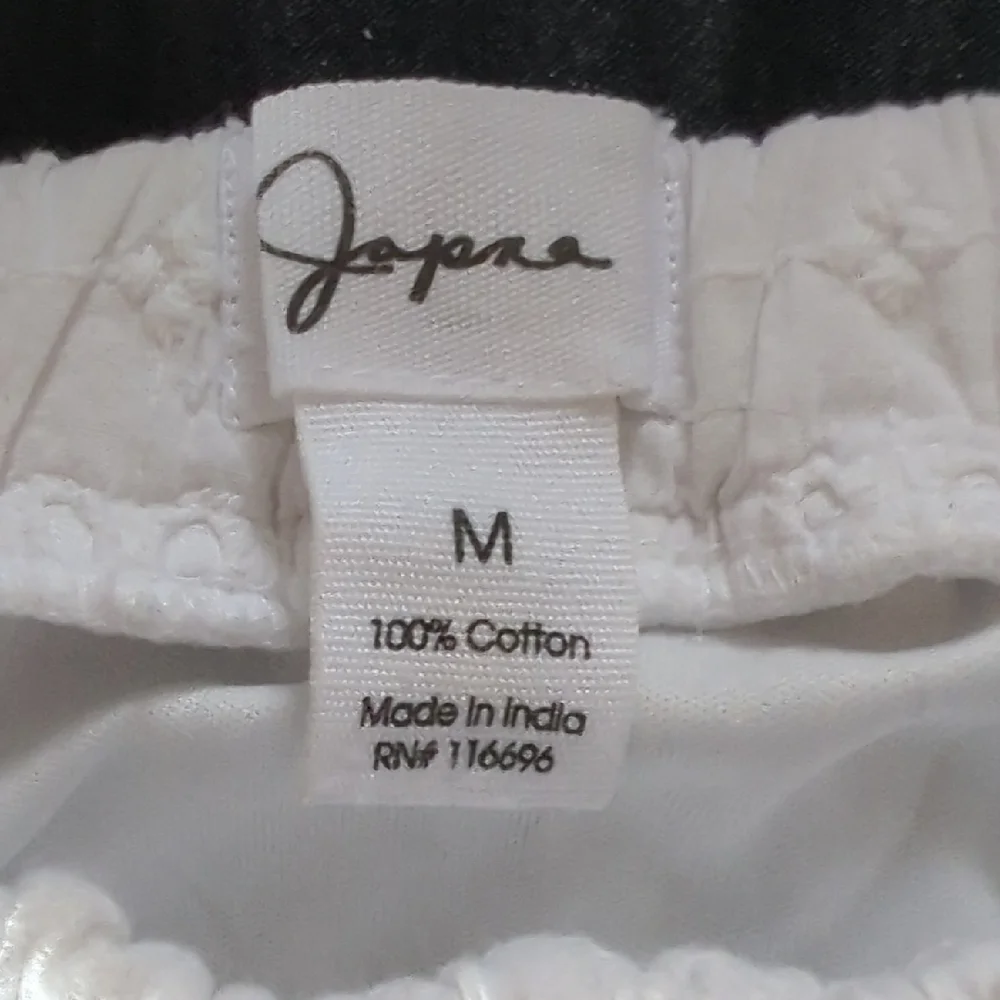 Japna
M
100% Cotton
Made in India
RN# 116696